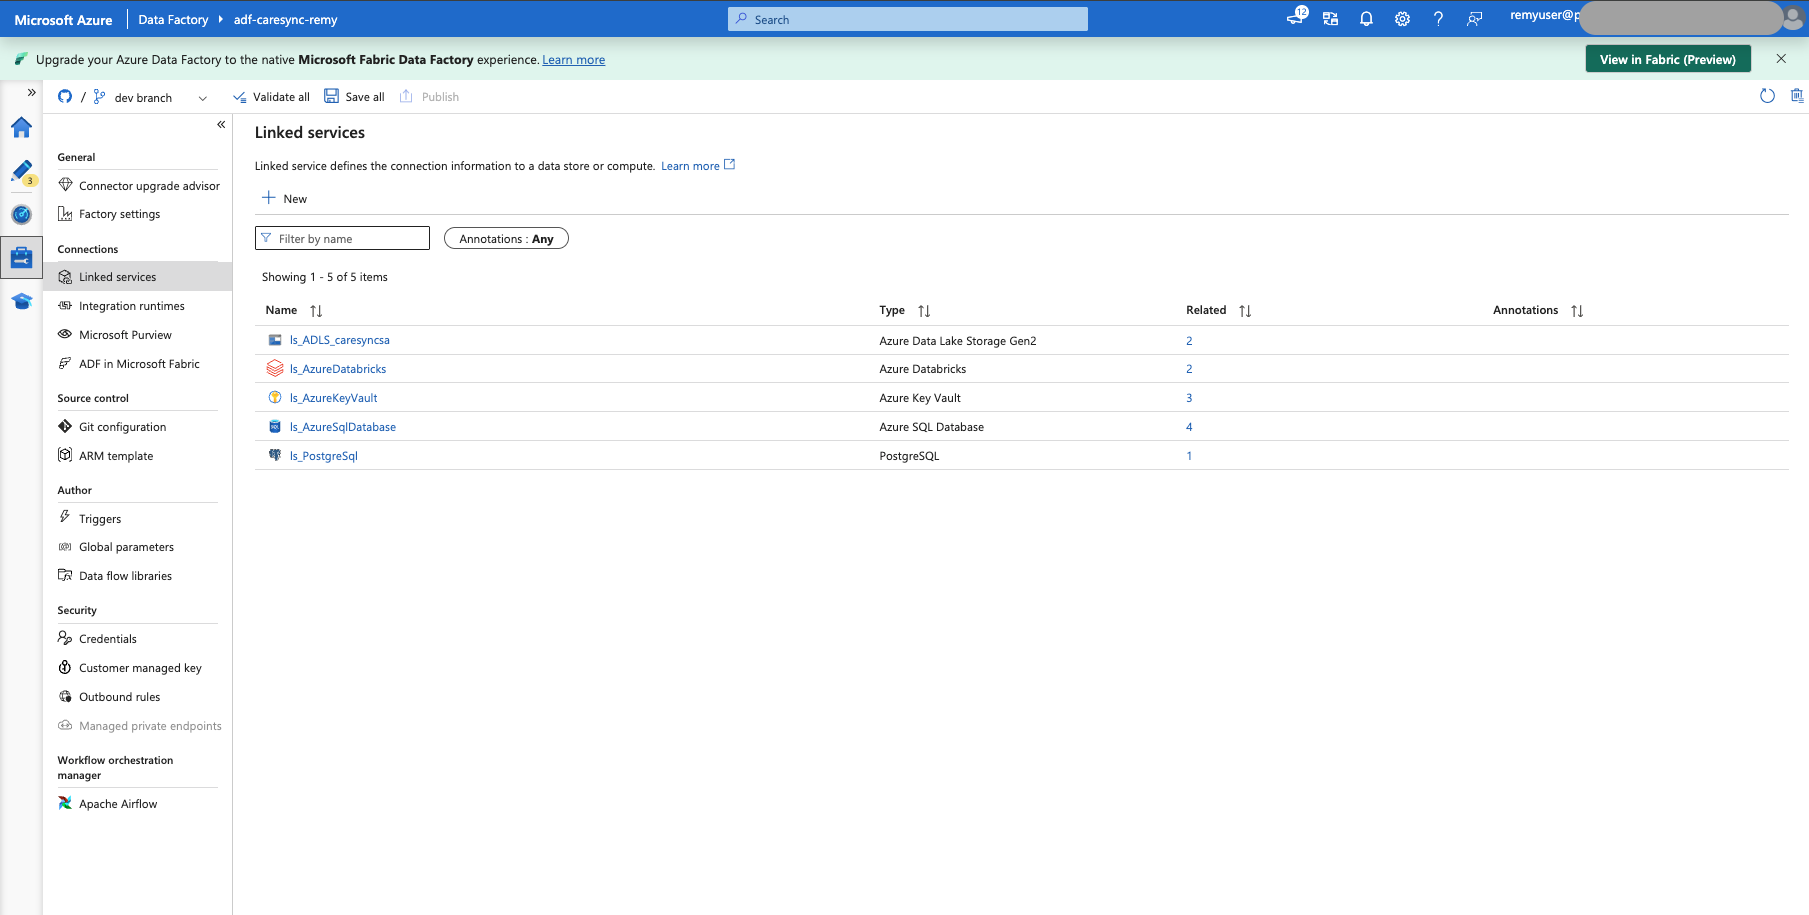 Microsoft Azure Data Factory adf-caresync-remy Search 12 remyuser@p
Upgrade your Azure Data Factory to the native Microsoft Fabric Data Factory experience. Learn more View in Fabric (Preview)
/ dev branch Validate all Save all Publish
General
Connector upgrade advisor
Factory settings
Connections
Linked services
Integration runtimes
Microsoft Purview
ADF in Microsoft Fabric
Source control
Git configuration
ARM template
Author
Triggers
Global parameters
Data flow libraries
Security
Credentials
Customer managed key
Outbound rules
Managed private endpoints
Workflow orchestration
manager
Apache Airflow
3
Linked services
Linked service defines the connection information to a data store or compute. Learn more
New
Filter by name Annotations : Any
Showing 1 - 5 of 5 items
Name Type Related Annotations
ls_ADLS_caresyncsa Azure Data Lake Storage Gen2 2
ls_AzureDatabricks Azure Databricks 2
ls_AzureKeyVault Azure Key Vault 3
ls_AzureSqlDatabase Azure SQL Database 4
ls_PostgreSql PostgreSQL 1